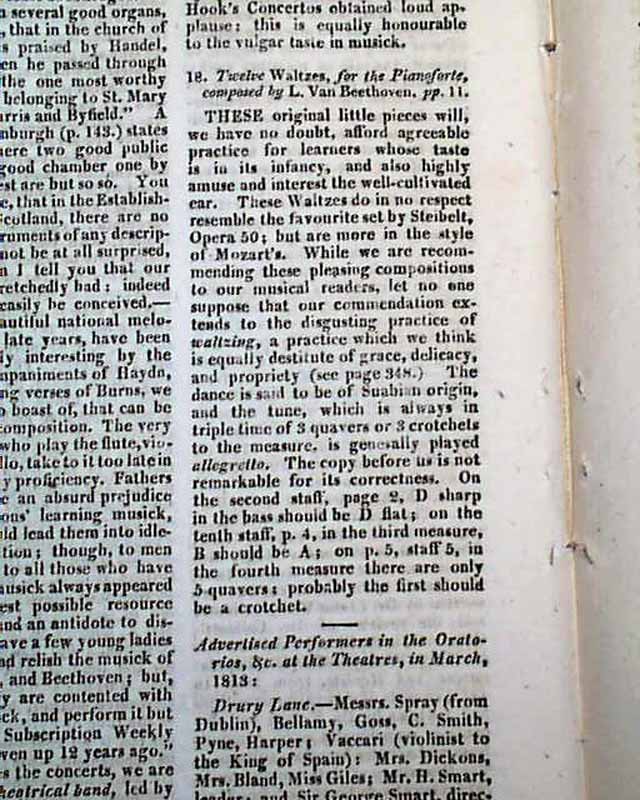 a several good organs,
, that in the church of
s praised by Handel,
en he passed through
the one most worthy
belonging to St. Mary
arris and Byfield." A
nburgh (p. 143.) states
here two good public
good chamber one by
est are but so so. You
e, that in the Establish-
Scotland, there are no
ruments of any descrip-
not be at all surprised,
n I tell you that our
retchedly bad: indeed
easily be conceived.—
autiful national melo-
late years, have been
ly interesting by the
mpaniments of Haydn,
ng verses of Burns, we
o boast of, that can be
composition. The very
who play the flute, vio-
llo, take to it too late in
y proficiency. Fathers
e an absurd prejudice
ous' learning musick,
uld lead them into idle-
tion; though, to men
to all those who have
musick always appeared
est possible resource
and an antidote to dis-
ave a few young ladies
nd relish the musick of
, and Beethoven; but,
y are contented with
ck, and perform it but
Subscription Weekly
ven up 12 years ago."
s the concerts, we are
heatrical band, led by
Hook's Concertos obtained loud ap-
plause: this is equally honourable
to the vulgar taste in musick.
18. Twelve Waltzes, for the Pianoforte,
composed by L. Van Beethoven. pp. 11.
THESE original little pieces will,
we have no doubt, afford agreeable
practice for learners whose taste
is in its infancy, and also highly
amuse and interest the well-cultivated
ear. These Waltzes do in no respect
resemble the favourite set by Steibelt,
Opera 50; but are more in the style
of Mozart's. While we are recom-
mending these pleasing compositions
to our musical readers, let no one
suppose that our commendation ex-
tends to the disgusting practice of
waltzing, a practice which we think
is equally destitute of grace, delicacy,
and propriety (see page 348.) The
dance is said to be of Suabian origin,
and the tune, which is always in
triple time of 3 quavers or 3 crotchets
to the measure, is generally played
allegretto. The copy before us is not
remarkable for its correctness. On
the second staff, page 2, D sharp
in the bass should be D flat; on the
tenth staff, p. 4, in the third measure,
B should be A; on p. 5, staff 5, in
the fourth measure there are only
5 quavers; probably the first should
be a crotchet.
Advertised Performers in the Orato-
rios, &c. at the Theatres, in March,
1813:
Drury Lane.—Messrs. Spray (from
Dublin), Bellamy, Goss, C. Smith,
Pyne, Harper; Vaccari (violinist to
the King of Spain): Mrs. Dickons,
Mrs. Bland, Miss Giles; Mr. H. Smart,
leader; and Sir George Smart, direc-